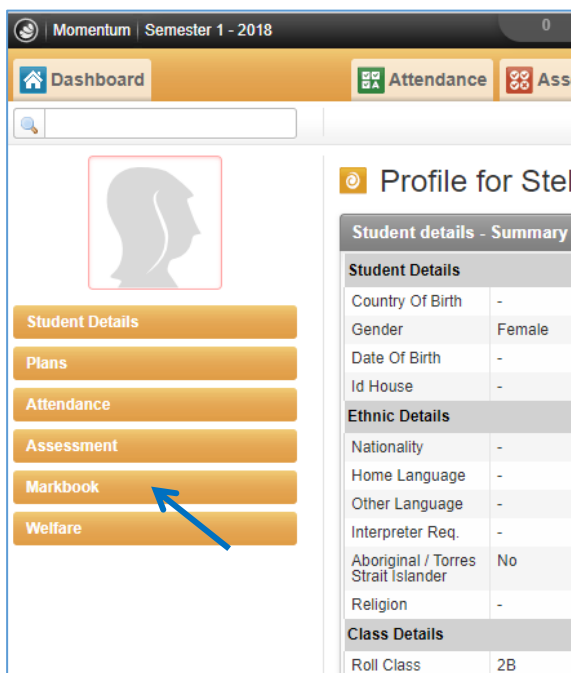 Momentum Semester 1 - 2018 0
Dashboard Attendance Ass
Profile for Stel
Student details - Summary
Student Details
Country Of Birth -
Gender Female
Date Of Birth -
Id House -
Ethnic Details
Nationality -
Home Language -
Other Language -
Interpreter Req. -
Aboriginal / Torres
Strait Islander No
Religion -
Class Details
Roll Class 2B
Student Details
Plans
Attendance
Assessment
Markbook
Welfare